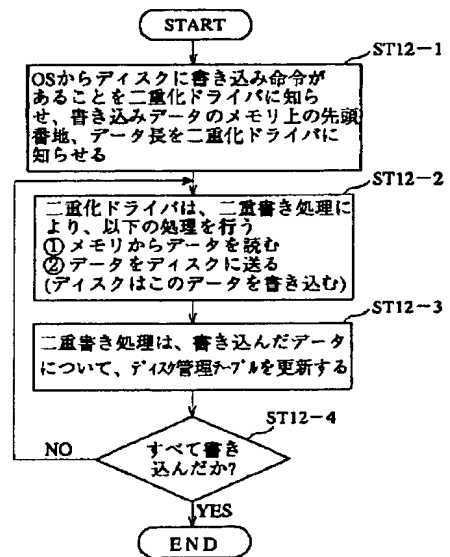 START
ST12-1
OSからディスクに書き込み命令が
あることを二重化ドライバに知ら
せ、書き込みデータのメモリ上の先頭
番地、データ長を二重化ドライバに
知らせる
ST12-2
二重化ドライバは、二重書き処理に
より、以下の処理を行う
①メモリからデータを読む
②データをディスクに送る
(ディスクはこのデータを書き込む)
ST12-3
二重書き処理は、書き込んだデータ
について、ディスク管理テーブルを更新する
ST12-4
NO
すべて書き
込んだか?
YES
END